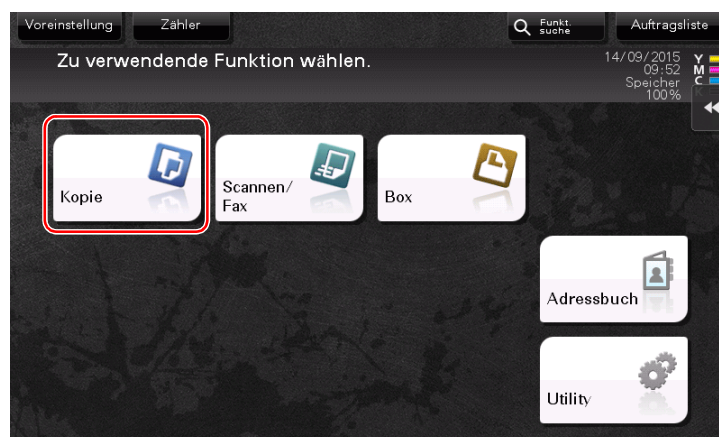 Voreinstellung Zähler Funkt.
suche Auftragsliste
Zu verwendende Funktion wählen.
14/09/2015
09:52
Speicher
100%
Y
M
C
K
Kopie
Scannen/
Fax
Box
Adressbuch
Utility